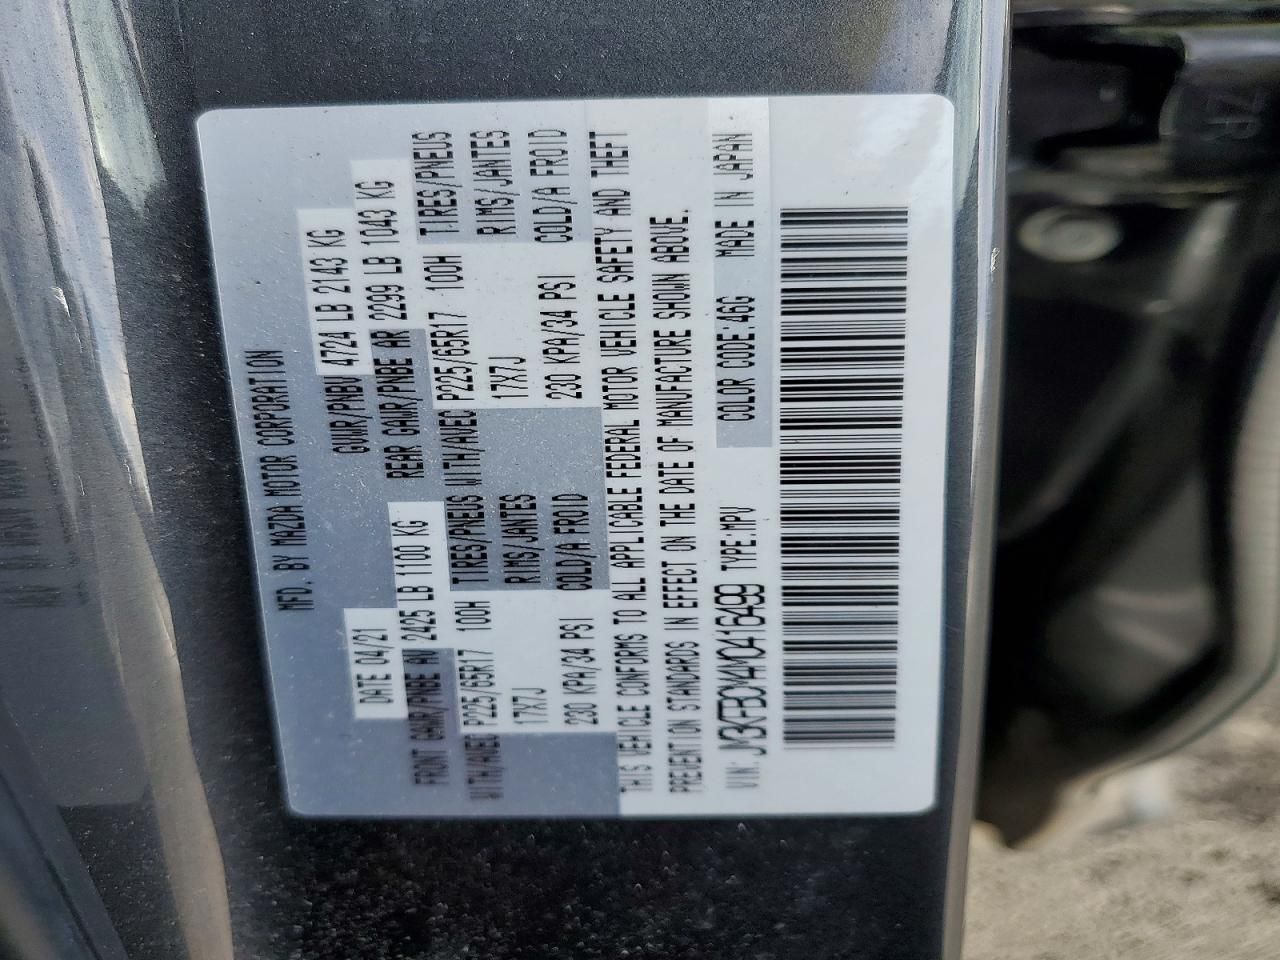 MFD. BY MAZDA MOTOR CORPORATION
DATE 04/21 GVWR/PNBV 4724 LB 2143 KG
FRONT GAWR/PNBE AV 2425 LB 1100 KG REAR GAWR/PNBE AR 2299 LB 1043 KG
WITH/AVEC P225/65R17 100H TIRES/PNEUS WITH/AVEC P225/65R17 100H TIRES/PNEUS
17X7J RIMS/JANTES 17X7J RIMS/JANTES
230 KPA/34 PSI COLD/A FROID 230 KPA/34 PSI COLD/A FROID
THIS VEHICLE CONFORMS TO ALL APPLICABLE FEDERAL MOTOR VEHICLE SAFETY AND THEFT
PREVENTION STANDARDS IN EFFECT ON THE DATE OF MANUFACTURE SHOWN ABOVE.
VIN: JM3KFBCM4M0416499 TYPE:MPV COLOR CODE:46G MADE IN JAPAN